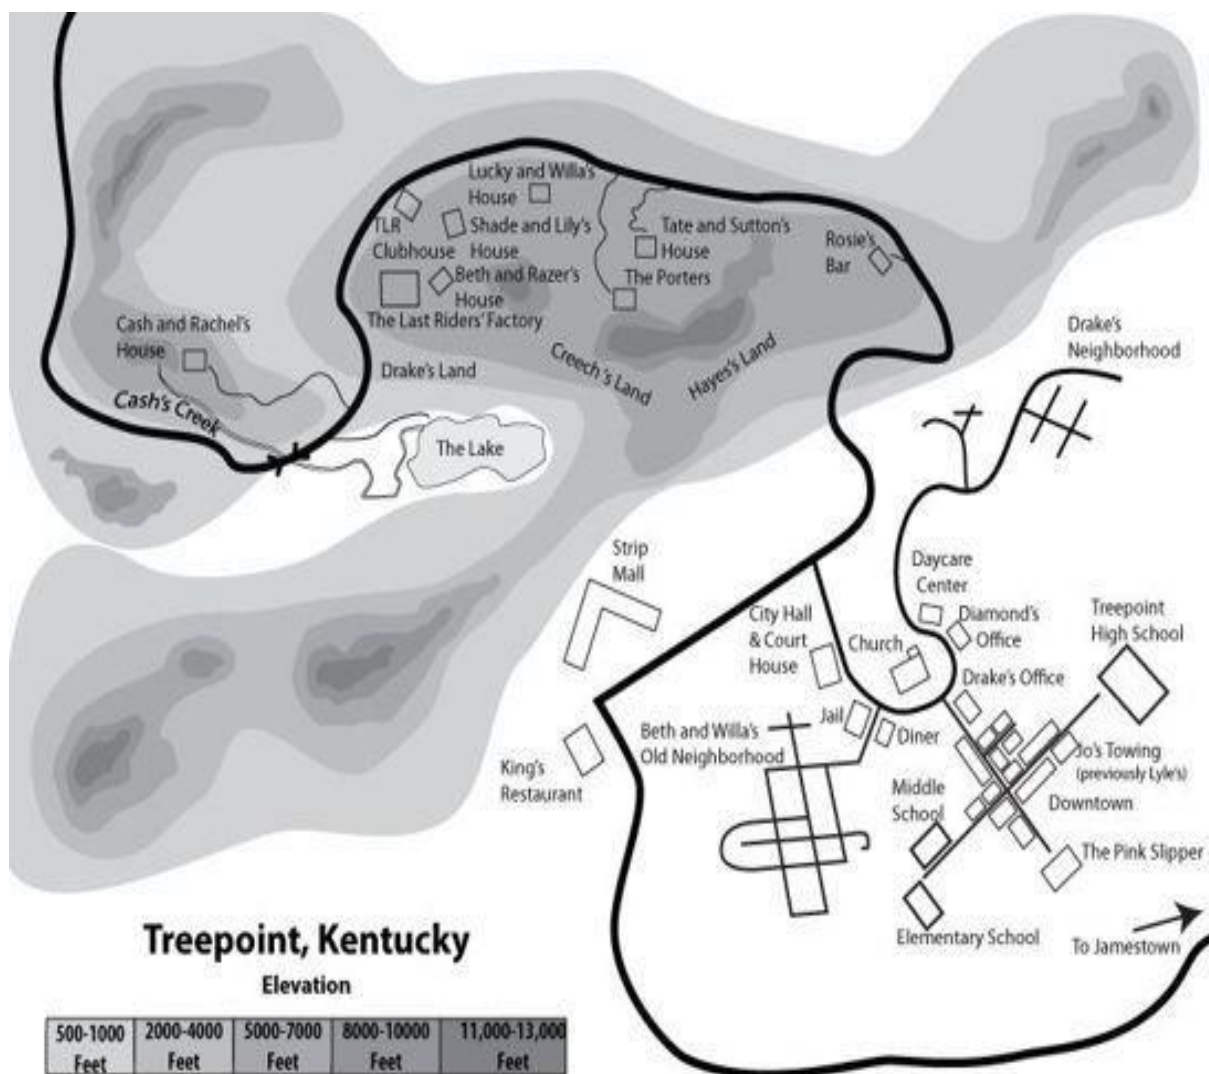 Lucky and Willa's
House
TLR
Clubhouse
Shade and Lily's
House
Tate and Sutton's
House
Rosie's
Bar
Beth and Razer's
House
The Porters
The Last Riders' Factory
Cash and Rachel's
House
Drake's
Neighborhood
Drake's Land
Creech's Land
Hayes's Land
Cash's Creek
The Lake
Strip
Mall
Daycare
Center
City Hall
& Court
House
Church
Diamond's
Office
Treepoint
High School
Drake's Office
Jail
Diner
Beth and Willa's
Old Neighborhood
Jo's Towing
(previously Lyle's)
King's
Restaurant
Middle
School
Downtown
The Pink Slipper
Elementary School
To Jamestown
Treepoint, Kentucky
Elevation
500-1000
Feet
2000-4000
Feet
5000-7000
Feet
8000-10000
Feet
11,000-13,000
Feet